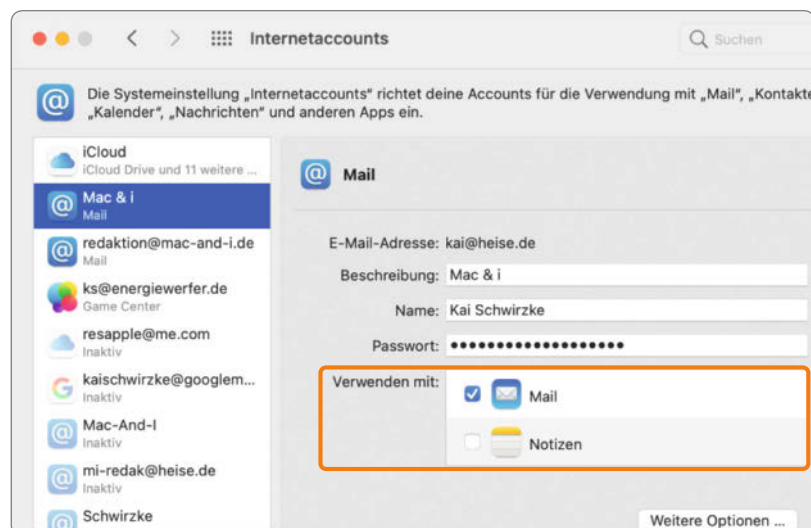 Internetaccounts
Suchen
Die Systemeinstellung „Internetaccounts" richtet deine Accounts für die Verwendung mit „Mail", „Kontakte
„Kalender", „Nachrichten" und anderen Apps ein.
iCloud
iCloud Drive und 11 weitere ...
Mac & i
Mail
redaktion@mac-and-i.de
Mail
ks@energiewerfer.de
Game Center
resapple@me.com
Inaktiv
kaischwirzke@googlem...
Inaktiv
Mac-And-I
Inaktiv
mi-redak@heise.de
Inaktiv
Schwirzke
Mail
E-Mail-Adresse: kai@heise.de
Beschreibung: Mac & i
Name: Kai Schwirzke
Passwort: •••••••••••••••••••
Verwenden mit:
Mail
Notizen
Weitere Optionen ...